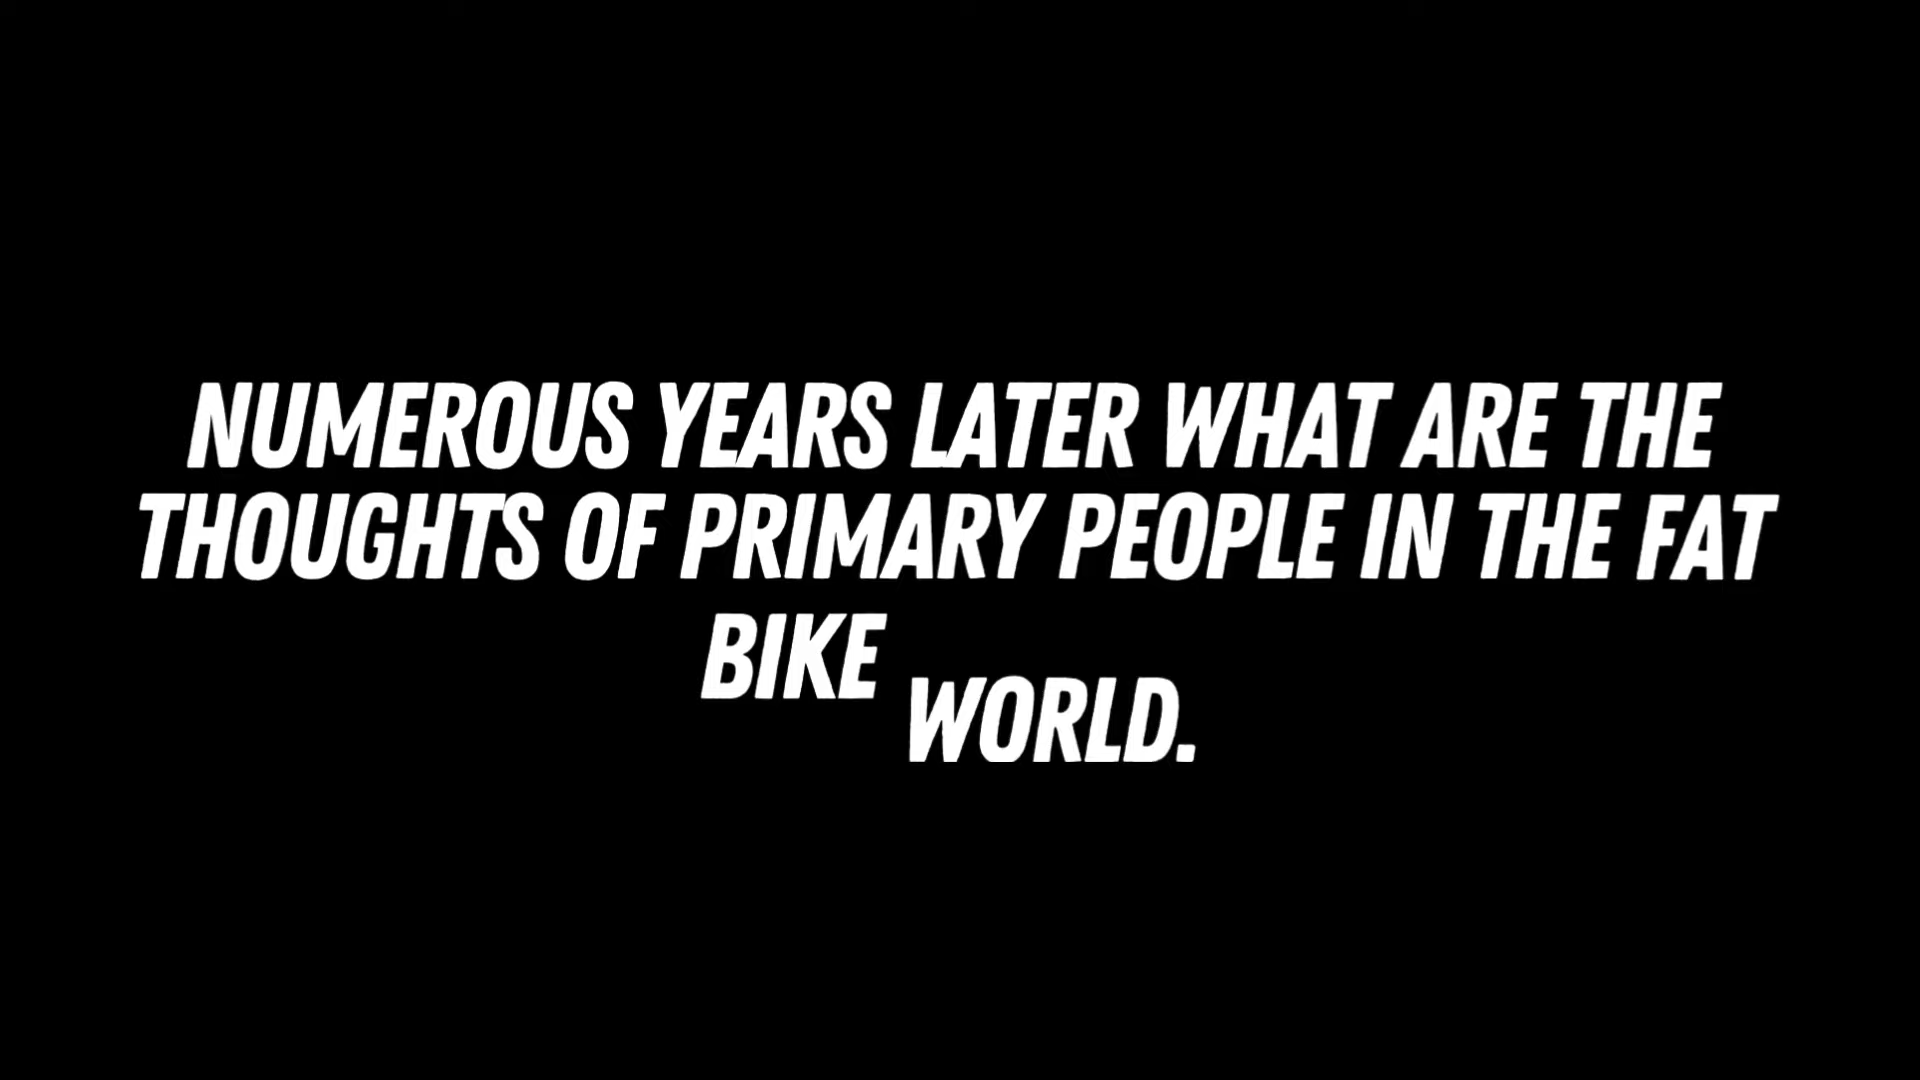 NUMEROUS YEARS LATER WHAT ARE THE
THOUGHTS OF PRIMARY PEOPLE IN THE FAT
BIKE WORLD.